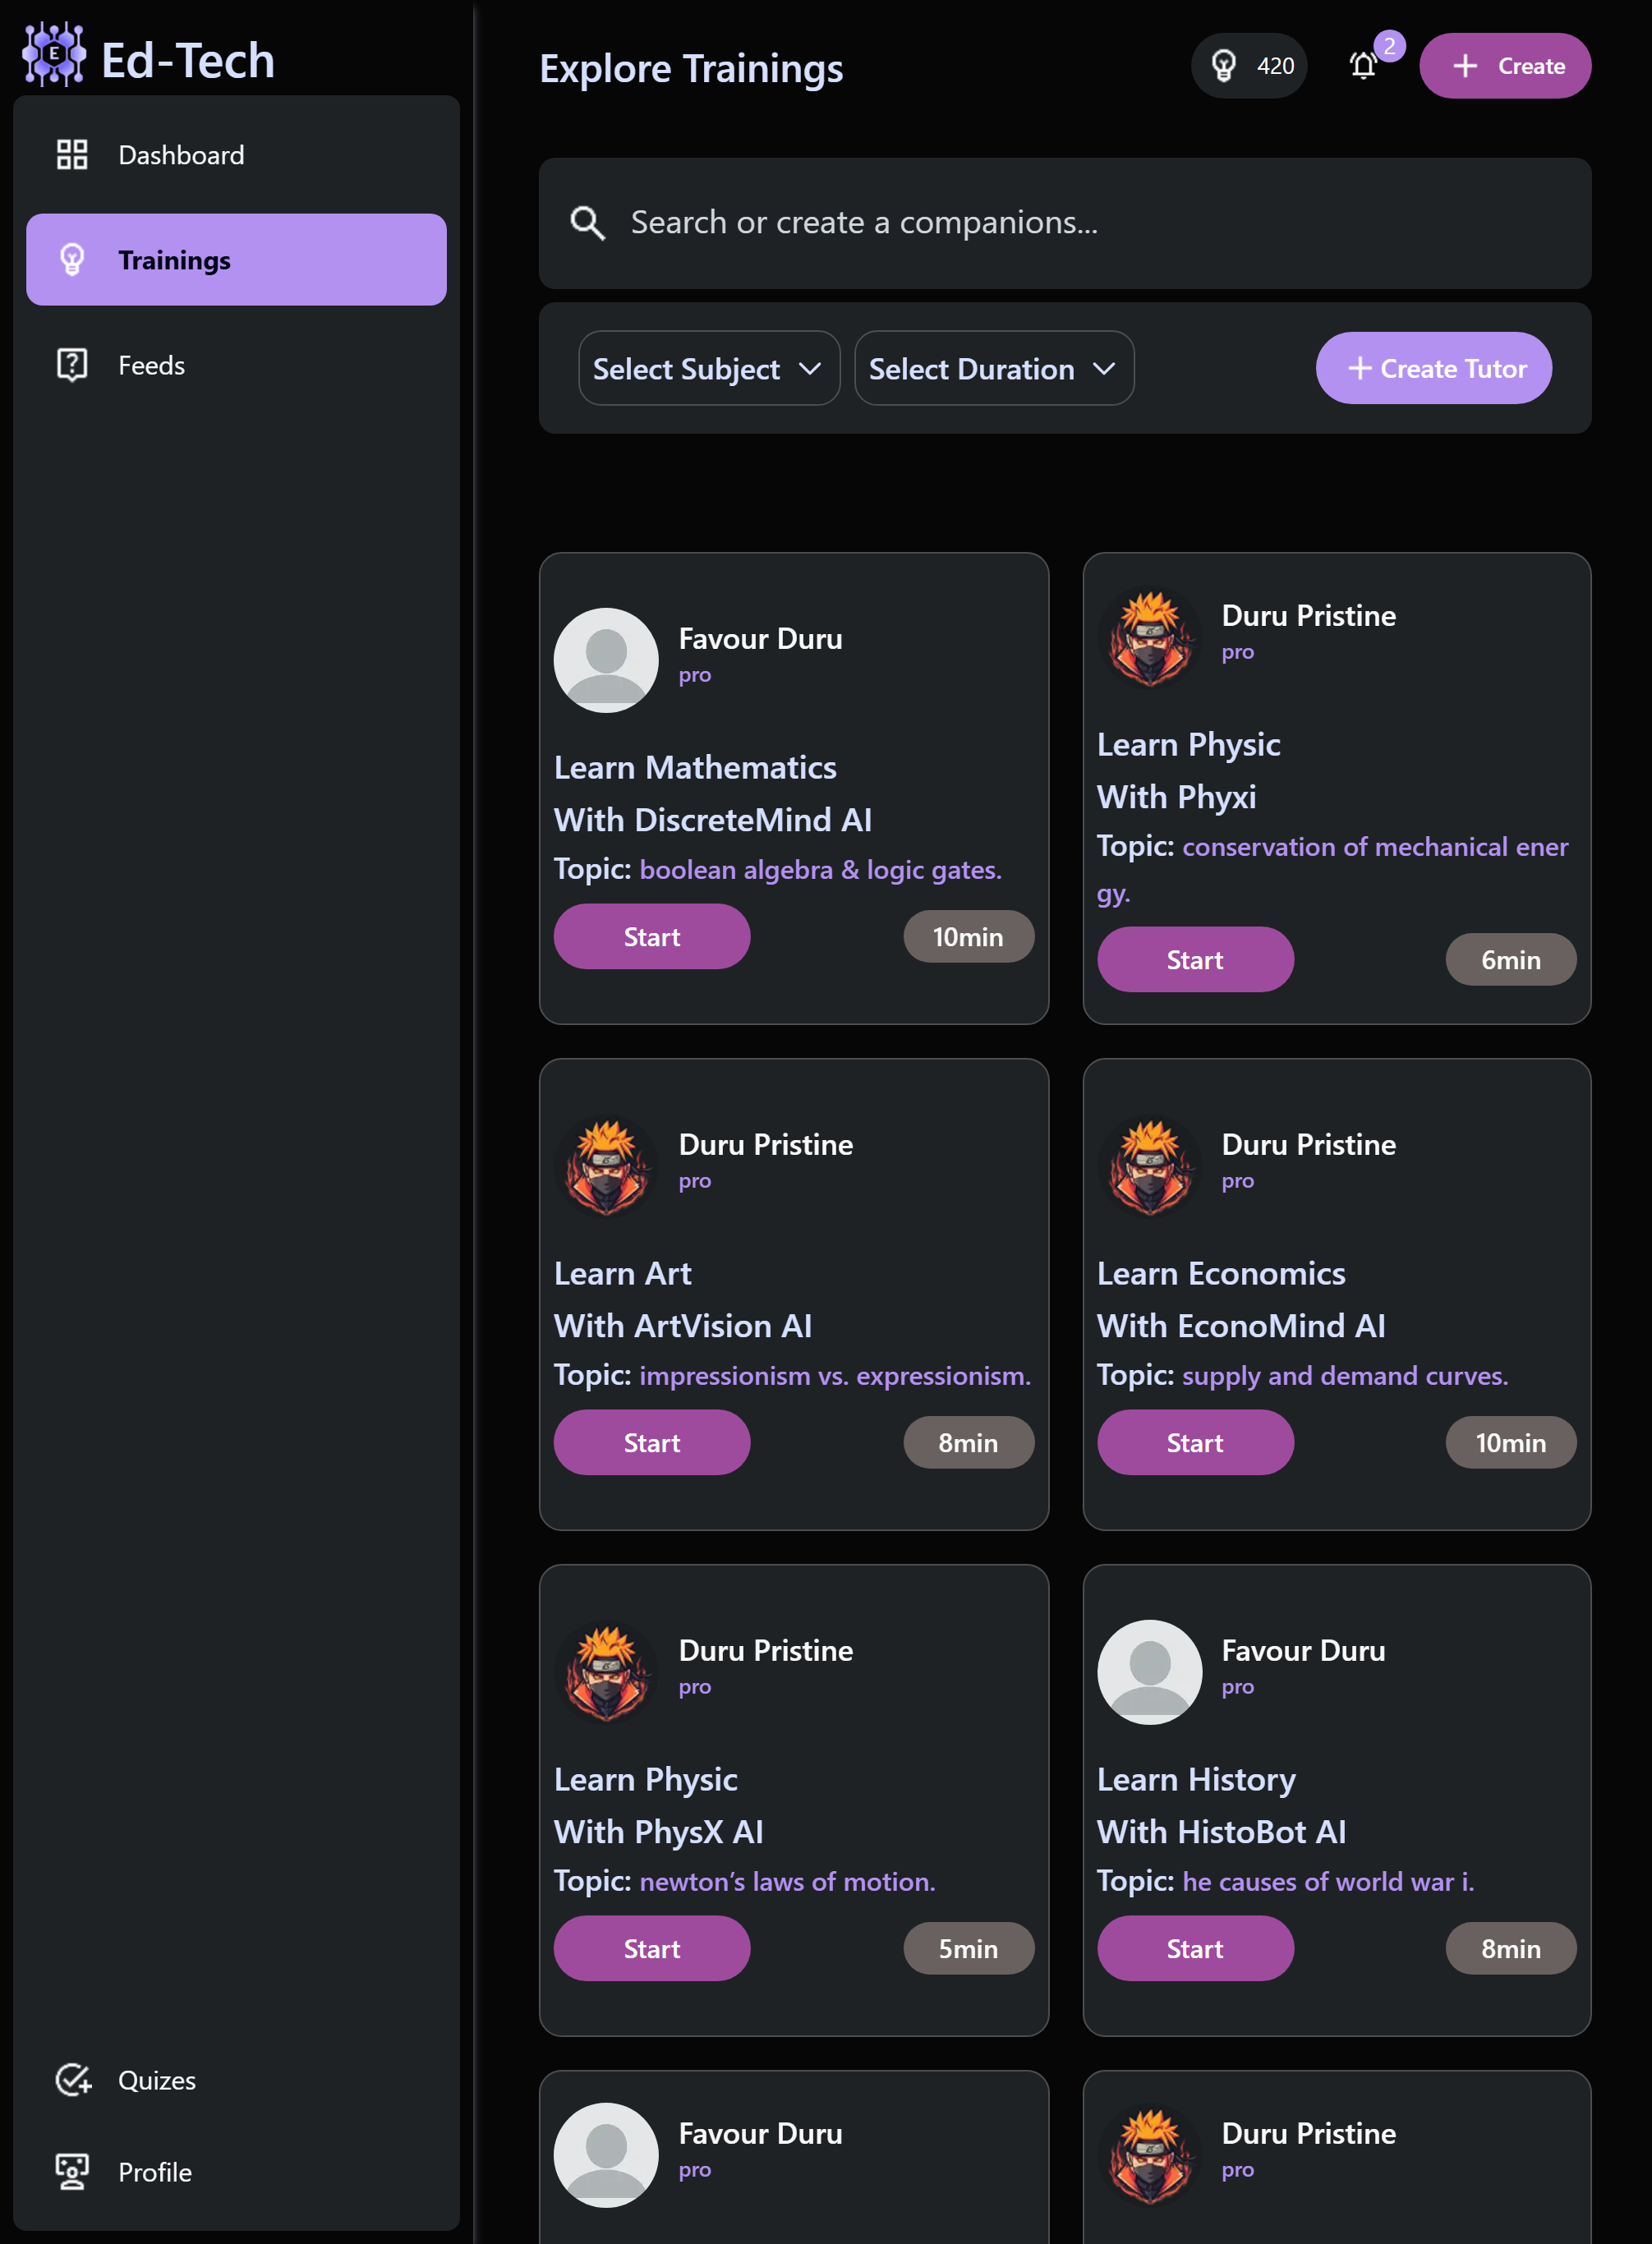 E
Ed-Tech
Dashboard
Trainings
Feeds
Quizes
Profile
Explore Trainings
420
2
Create
Search or create a companions...
Select Subject
Select Duration
Create Tutor
Favour Duru
pro
Learn Mathematics
With DiscreteMind AI
Topic: boolean algebra & logic gates.
Start
10min
Duru Pristine
pro
Learn Physic
With Phyxi
Topic: conservation of mechanical ener
gy.
Start
6min
Duru Pristine
pro
Learn Art
With ArtVision AI
Topic: impressionism vs. expressionism.
Start
8min
Duru Pristine
pro
Learn Economics
With EconoMind AI
Topic: supply and demand curves.
Start
10min
Duru Pristine
pro
Learn Physic
With PhysX AI
Topic: newton’s laws of motion.
Start
5min
Favour Duru
pro
Learn History
With HistoBot AI
Topic: he causes of world war i.
Start
8min
Favour Duru
pro
Duru Pristine
pro